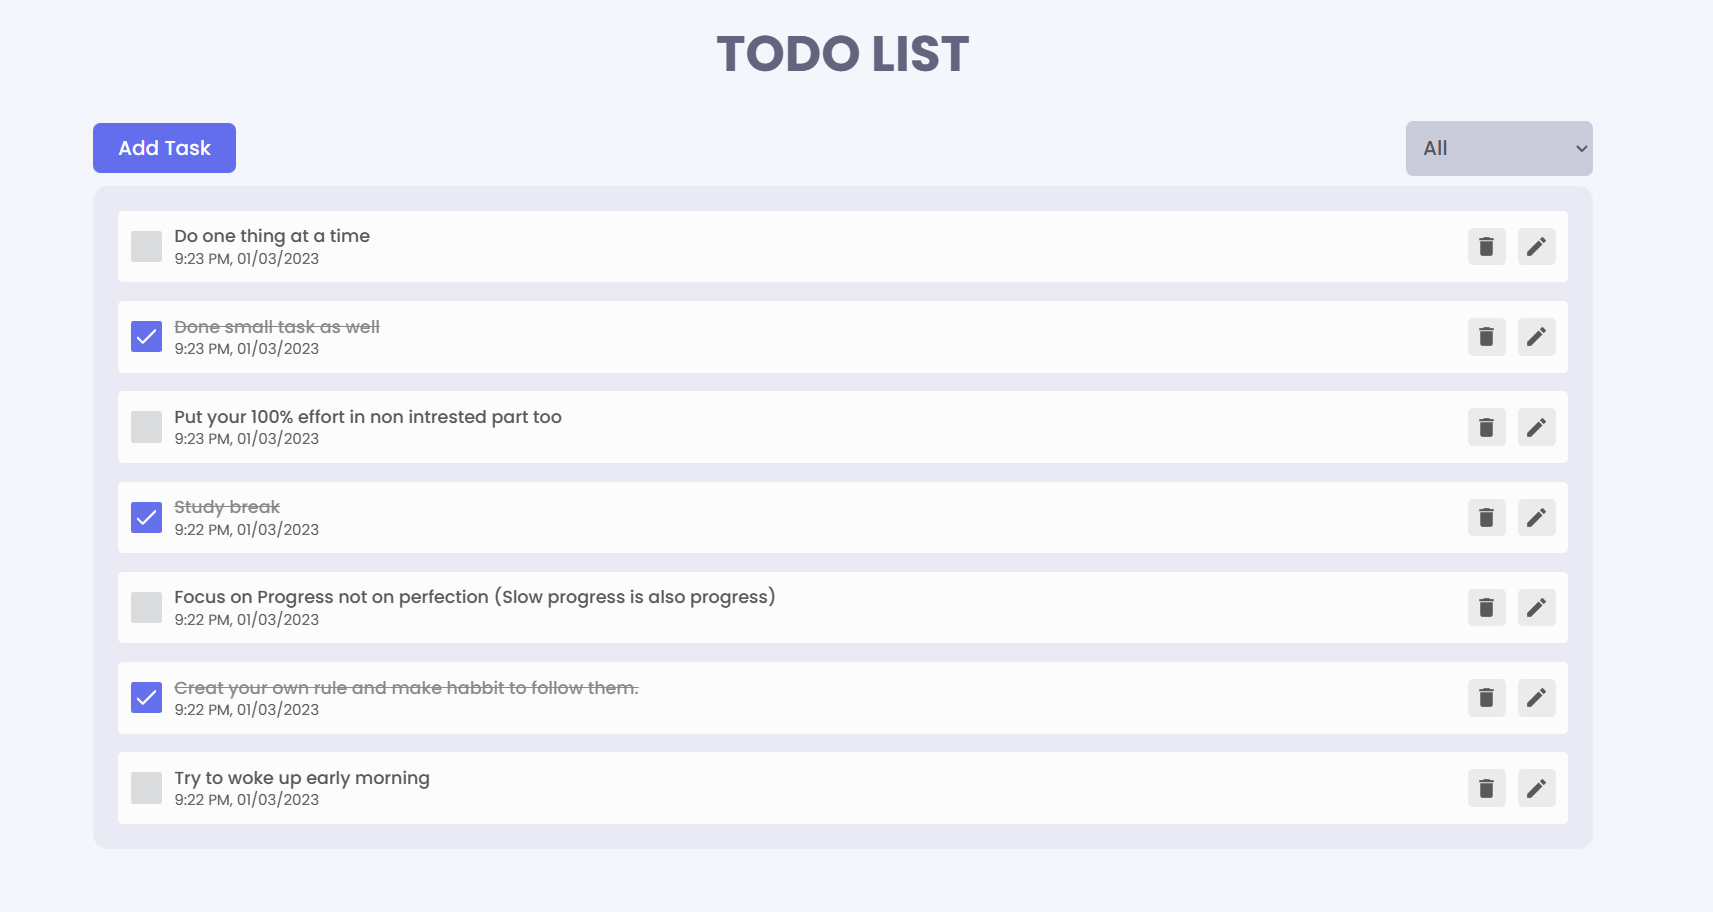 TODO LIST
Add Task
All
Do one thing at a time
9:23 PM, 01/03/2023
Done small task as well
9:23 PM, 01/03/2023
Put your 100% effort in non intrested part too
9:23 PM, 01/03/2023
Study break
9:22 PM, 01/03/2023
Focus on Progress not on perfection (Slow progress is also progress)
9:22 PM, 01/03/2023
Creat your own rule and make habbit to follow them.
9:22 PM, 01/03/2023
Try to woke up early morning
9:22 PM, 01/03/2023